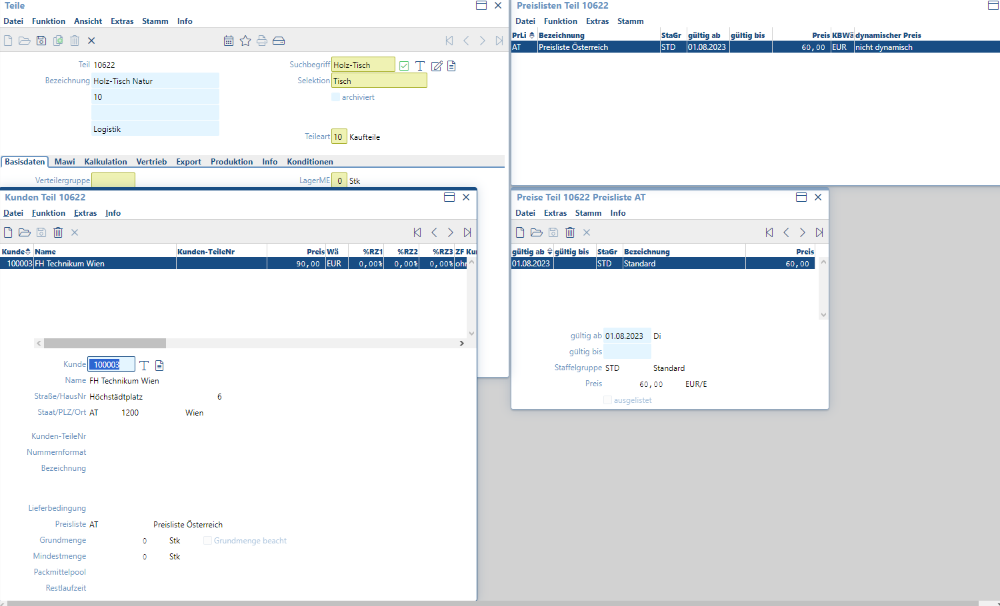 Teile
Datei Funktion Ansicht Extras Stamm Info
Teil 10622
Suchbegriff Holz-Tisch
Bezeichnung Holz-Tisch Natur
Selektion Tisch
10
archiviert
Logistik
Teileart 10 Kaufteile
Basisdaten Mawi Kalkulation Vertrieb Export Produktion Info Konditionen
Verteilergruppe
LagerME 0 Stk
Preislisten Teil 10622
Datei Funktion Extras Stamm
PrLi Bezeichnung StaGr gültig ab gültig bis Preis KBWä dynamischer Preis
AT Preisliste Österreich STD 01.08.2023 60,00 EUR nicht dynamisch
Kunden Teil 10622
Datei Funktion Extras Info
Kunde Name Kunden-TeileNr Preis Wä %RZ1 %RZ2 %RZ3 ZF Kun
100003 FH Technikum Wien 90,00 EUR 0,00% 0,00% 0,00% ohn
Kunde 100003
Name FH Technikum Wien
Straße/HausNr Höchstädtplatz 6
Staat/PLZ/Ort AT 1200 Wien
Kunden-TeileNr
Nummernformat
Bezeichnung
Lieferbedingung
Preisliste AT Preisliste Österreich
Grundmenge 0 Stk Grundmenge beacht
Mindestmenge 0 Stk
Packmittelpool
Restlaufzeit
Preise Teil 10622 Preisliste AT
Datei Extras Stamm Info
gültig ab gültig bis StaGr Bezeichnung Preis
01.08.2023 STD Standard 60,00
gültig ab 01.08.2023 Di
gültig bis
Staffelgruppe STD Standard
Preis 60,00 EUR/E
ausgelistet